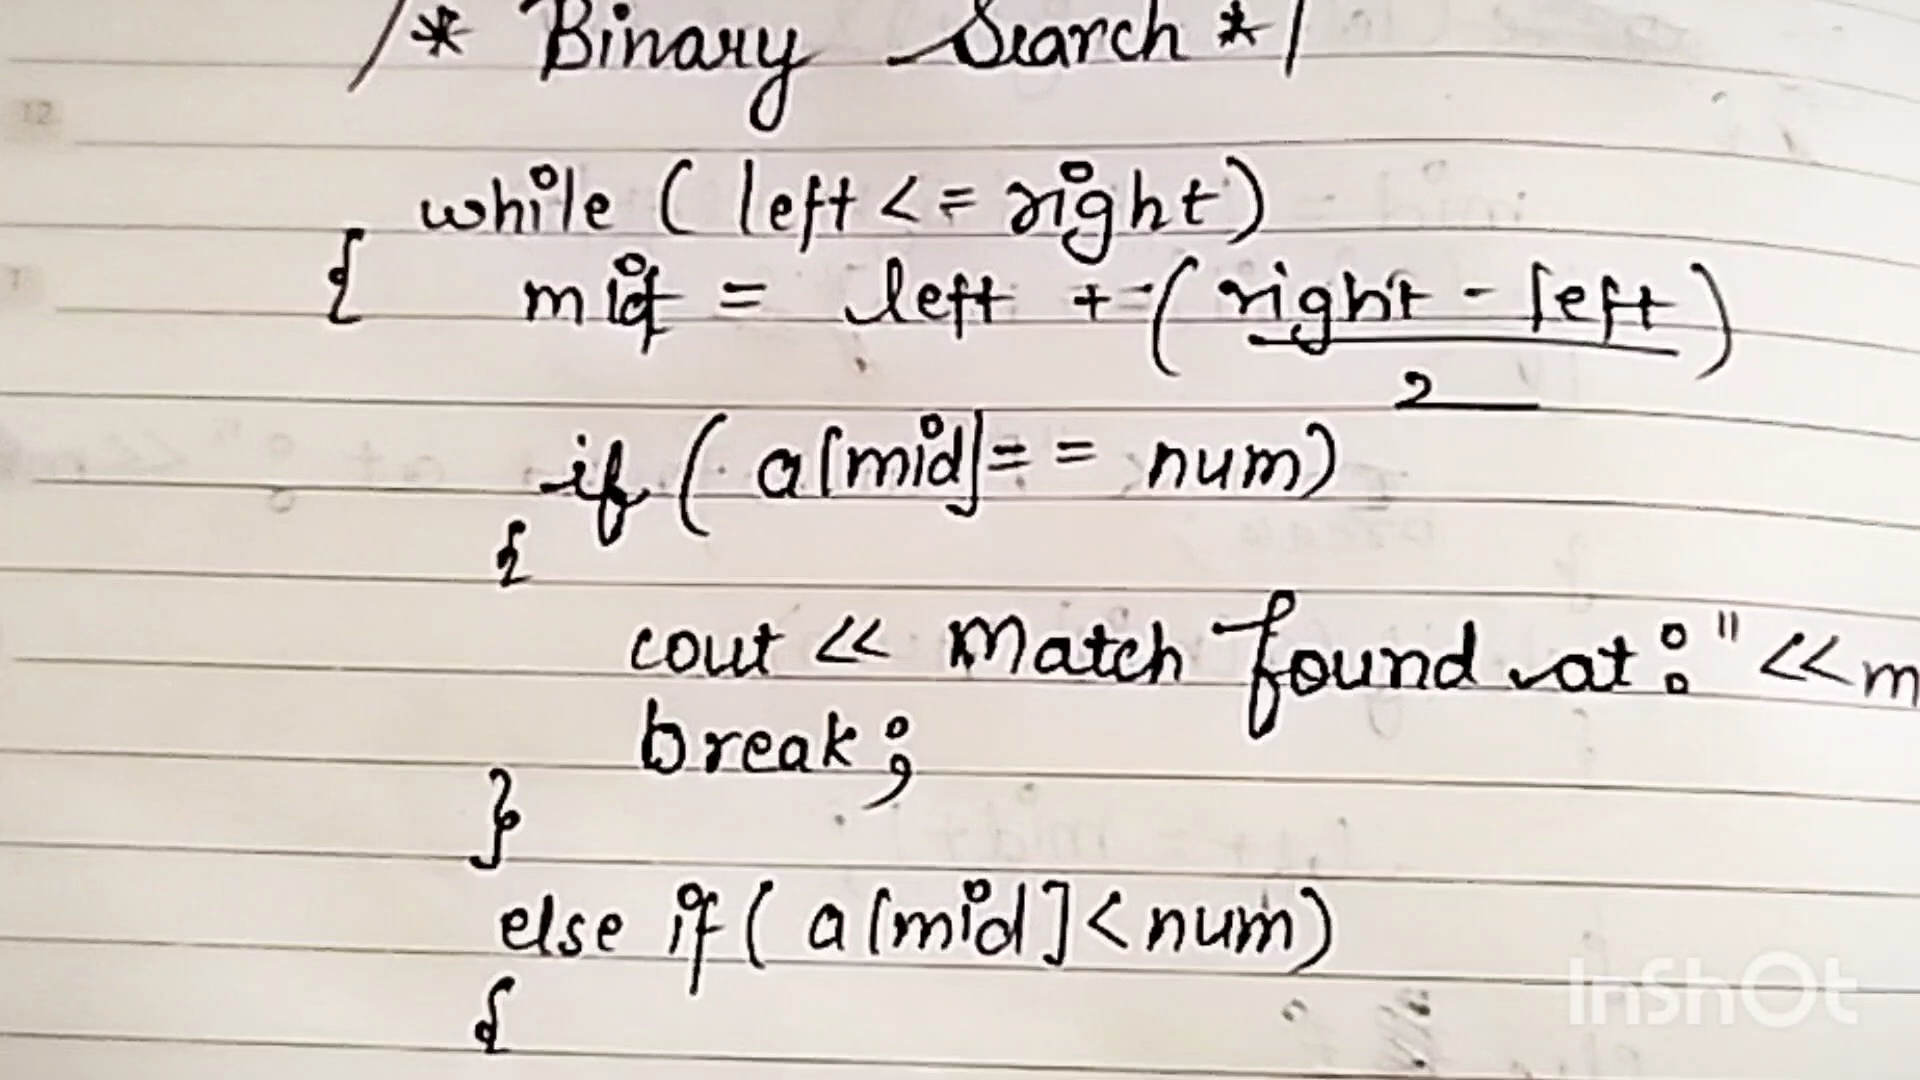 /* Binary Search */
while ( left <= right)
{ mid = left + ( right - left )
2
if ( a[mid] == num)
{
cout << Match found at : " << m
break ;
}
else if ( a[mid] < num)
{
InShOt